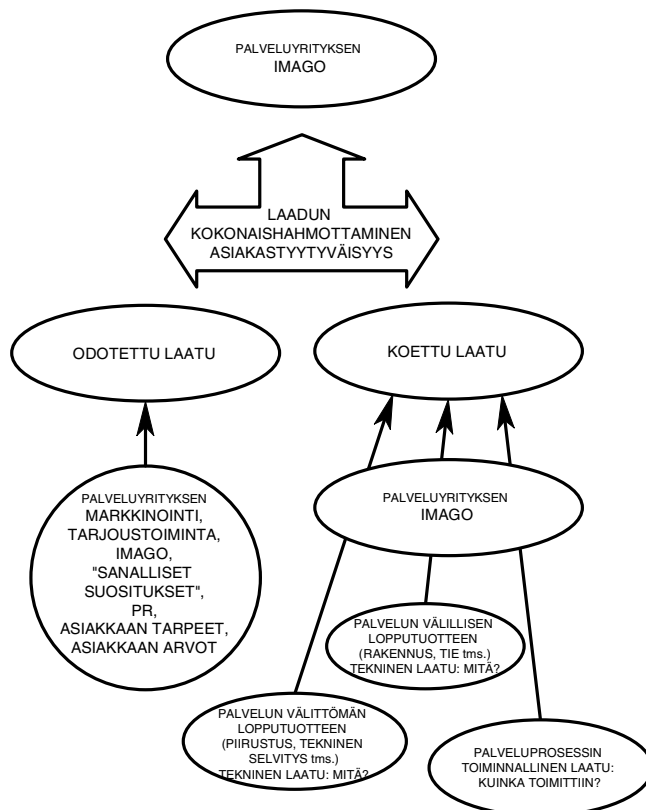 PALVELUYRITYKSEN
IMAGO
LAADUN
KOKONAISHAHMOTTAMINEN
ASIAKASTYYTYVÄISYYS
ODOTETTU LAATU
KOETTU LAATU
PALVELUYRITYKSEN
MARKKINOINTI,
TARJOUSTOIMINTA,
IMAGO,
"SANALLISET
SUOSITUKSET",
PR,
ASIAKKAAN TARPEET,
ASIAKKAAN ARVOT
PALVELUYRITYKSEN
IMAGO
PALVELUN VÄLILLISEN
LOPPUTUOTTEEN
(RAKENNUS, TIE tms.)
TEKNINEN LAATU: MITÄ?
PALVELUN VÄLITTÖMÄN
LOPPUTUOTTEEN
(PIIRUSTUS, TEKNINEN
SELVITYS tms.)
TEKNINEN LAATU: MITÄ?
PALVELUPROSESSIN
TOIMINNALLINEN LAATU:
KUINKA TOIMITTIIN?